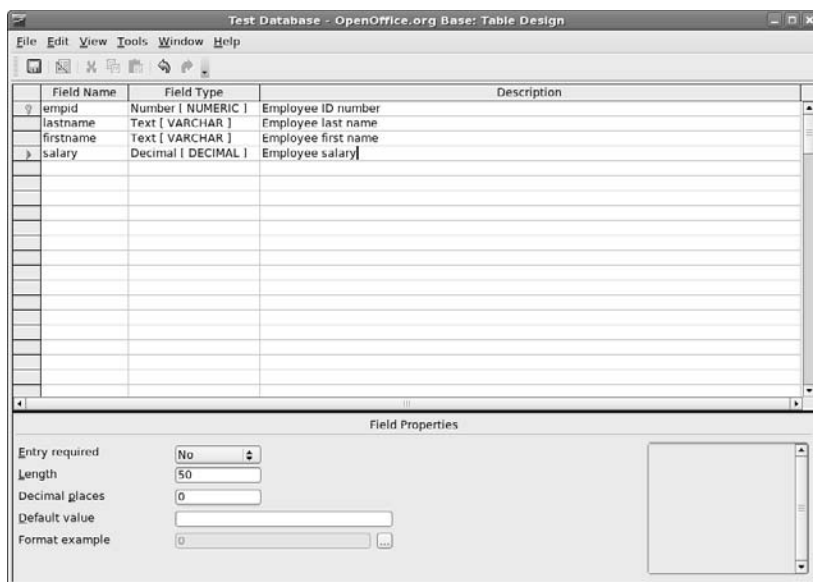 Test Database - OpenOffice.org Base: Table Design
File Edit View Tools Window Help
Field Name Field Type Description
empid Number [ NUMERIC ] Employee ID number
lastname Text [ VARCHAR ] Employee last name
firstname Text [ VARCHAR ] Employee first name
salary Decimal [ DECIMAL ] Employee salary
Field Properties
Entry required No
Length 50
Decimal places 0
Default value
Format example 0 ...